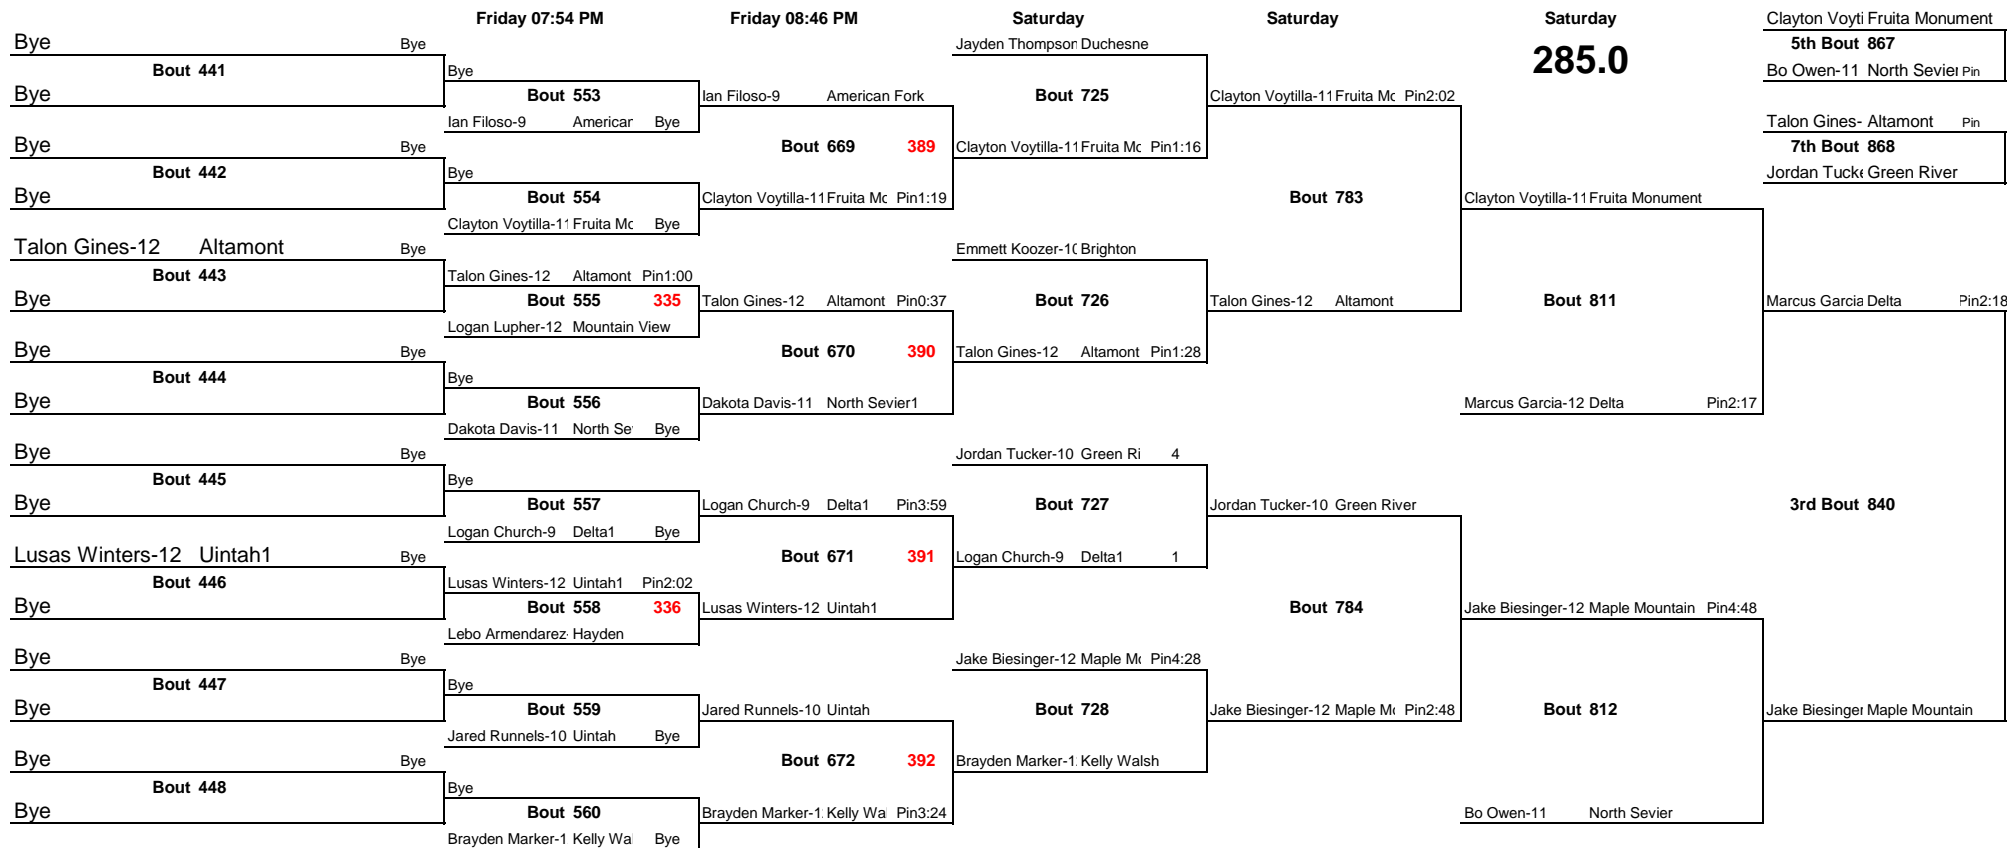 Friday 07:54 PM Friday 08:46 PM Saturday Saturday Saturday Clayton Voyti Fruita Monument
Bye Bye Jayden Thompson Duchesne 285.0 5th Bout 867
Bout 441 Bye Bo Owen-11 North Sevier Pin
Bye Bout 553 Ian Filoso-9 American Fork Bout 725 Clayton Voytilla-11 Fruita Mo Pin2:02
Ian Filoso-9 American Bye Talon Gines- Altamont Pin
Bye Bye Bout 669 389 Clayton Voytilla-11 Fruita Mo Pin1:16 7th Bout 868
Bout 442 Bye Jordan Tucke Green River
Bye Bout 554 Clayton Voytilla-11 Fruita Mo Pin1:19 Bout 783 Clayton Voytilla-11 Fruita Monument
Clayton Voytilla-11 Fruita Mo Bye
Talon Gines-12 Altamont Bye Emmett Koozer-10 Brighton
Bout 443 Talon Gines-12 Altamont Pin1:00
Bye Bout 555 335 Talon Gines-12 Altamont Pin0:37 Bout 726 Talon Gines-12 Altamont Bout 811 Marcus Garcia Delta Pin2:18
Logan Lupher-12 Mountain View
Bye Bye Bout 670 390 Talon Gines-12 Altamont Pin1:28
Bout 444 Bye
Bye Bout 556 Dakota Davis-11 North Sevier1 Marcus Garcia-12 Delta Pin2:17
Dakota Davis-11 North Se Bye
Bye Bye Jordan Tucker-10 Green Ri 4
Bout 445 Bye
Bye Bout 557 Logan Church-9 Delta1 Pin3:59 Bout 727 Jordan Tucker-10 Green River 3rd Bout 840
Logan Church-9 Delta1 Bye
Lusas Winters-12 Uintah1 Bye Bout 671 391 Logan Church-9 Delta1 1
Bout 446 Lusas Winters-12 Uintah1 Pin2:02
Bye Bout 558 336 Lusas Winters-12 Uintah1 Bout 784 Jake Biesinger-12 Maple Mountain Pin4:48
Lebo Armendarez- Hayden
Bye Bye Jake Biesinger-12 Maple Mo Pin4:28
Bout 447 Bye
Bye Bout 559 Jared Runnels-10 Uintah Bout 728 Jake Biesinger-12 Maple Mo Pin2:48 Bout 812 Jake Biesinger Maple Mountain
Jared Runnels-10 Uintah Bye
Bye Bye Bout 672 392 Brayden Marker-1 Kelly Walsh
Bout 448 Bye
Bye Bout 560 Brayden Marker-1 Kelly Wa Pin3:24 Bo Owen-11 North Sevier
Brayden Marker-1 Kelly Wa Bye